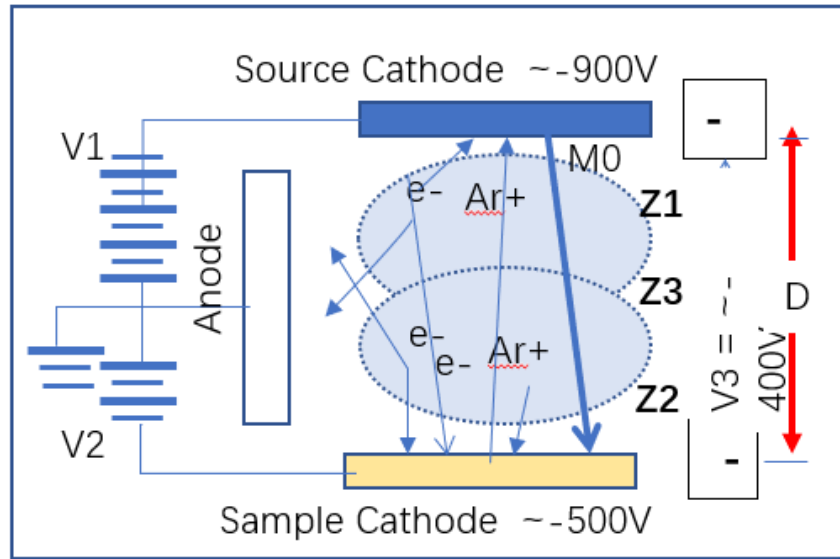 Source Cathode ~-900V
-
V1
M0
e-
Ar+
Z1
Anode
Z3
D
V3 = ~-
400V
e-
e-
Ar+
Z2
V2
-
Sample Cathode ~-500V